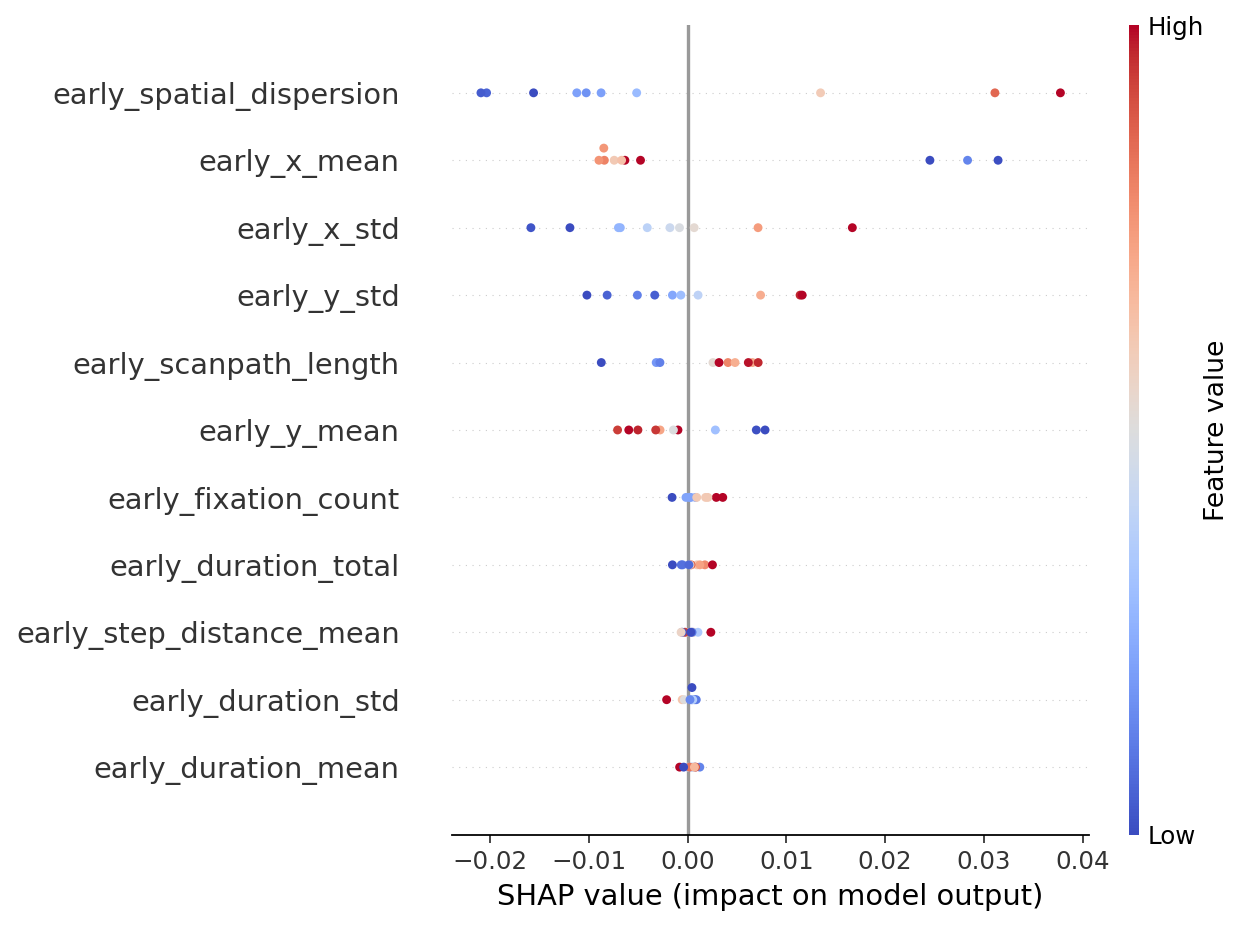 High
early_spatial_dispersion
early_x_mean
early_x_std
early_y_std
early_scanpath_length
early_y_mean
early_fixation_count
early_duration_total
early_step_distance_mean
early_duration_std
early_duration_mean
Feature value
Low
−0.02 −0.01 0.00 0.01 0.02 0.03 0.04
SHAP value (impact on model output)